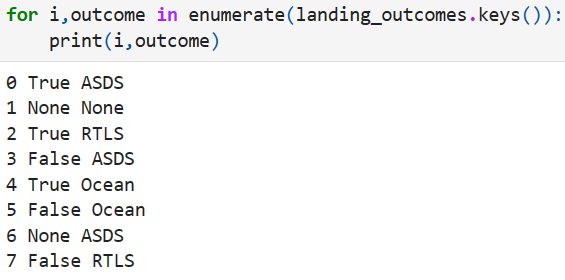 for i,outcome in enumerate(landing_outcomes.keys()):
    print(i,outcome)
0 True ASDS
1 None None
2 True RTLS
3 False ASDS
4 True Ocean
5 False Ocean
6 None ASDS
7 False RTLS